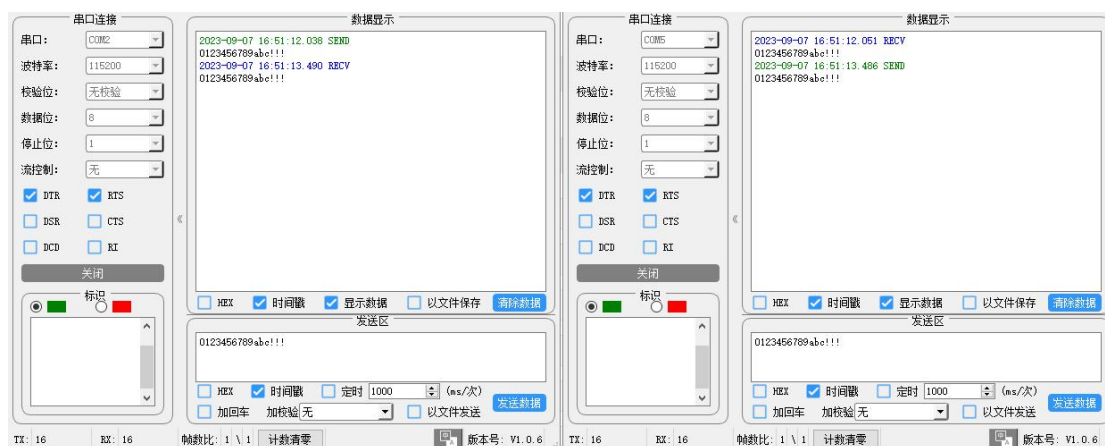 串口连接
串口: COM2
波特率: 115200
校验位: 无校验
数据位: 8
停止位: 1
流控制: 无
DTR RTS
DSR CTS
DCD RI
关闭
标识
数据显示
2023-09-07 16:51:12.038 SEND
0123456789abc!!!
2023-09-07 16:51:13.490 RECV
0123456789abc!!!
HEX 时间戳 显示数据 以文件保存 清除数据
发送区
0123456789abc!!!
HEX 时间戳 定时 1000 (ms/次)
加回车 加校验 无 以文件发送 发送数据
TX: 16 RX: 16 帧数比: 1 \ 1 计数清零 中 版本号: V1.0.6
串口连接
串口: COM5
波特率: 115200
校验位: 无校验
数据位: 8
停止位: 1
流控制: 无
DTR RTS
DSR CTS
DCD RI
关闭
标识
数据显示
2023-09-07 16:51:12.051 RECV
0123456789abc!!!
2023-09-07 16:51:13.486 SEND
0123456789abc!!!
HEX 时间戳 显示数据 以文件保存 清除数据
发送区
0123456789abc!!!
HEX 时间戳 定时 1000 (ms/次)
加回车 加校验 无 以文件发送 发送数据
TX: 16 RX: 16 帧数比: 1 \ 1 计数清零 中 版本号: V1.0.6